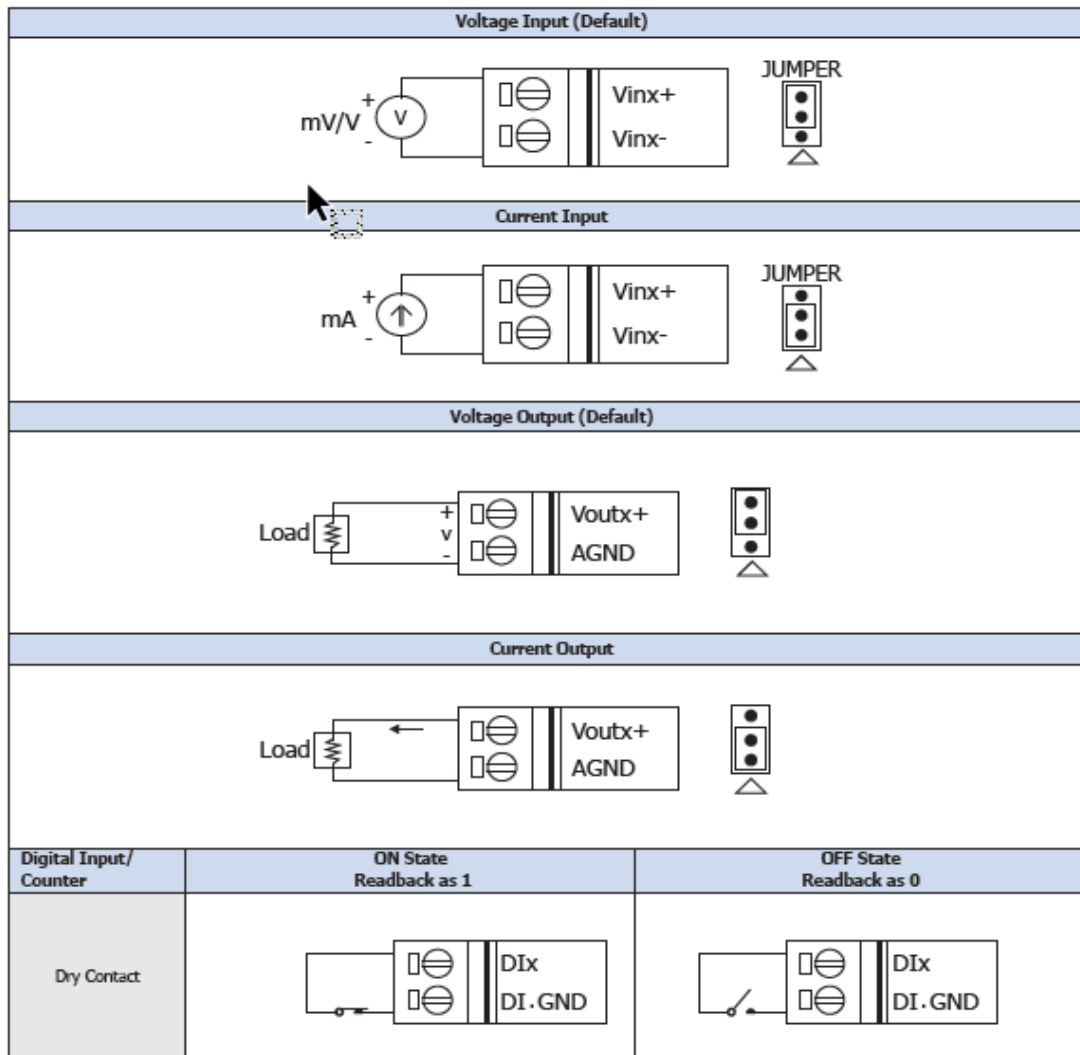 Voltage Input (Default)
JUMPER
mV/V
+
-
V
Vinx+
Vinx-
Current Input
JUMPER
mA
+
-
Vinx+
Vinx-
Voltage Output (Default)
Load
+
v
-
Voutx+
AGND
Current Output
Load
Voutx+
AGND
Digital Input/
Counter
ON State
Readback as 1
OFF State
Readback as 0
Dry Contact
DIx
DI.GND
DIx
DI.GND